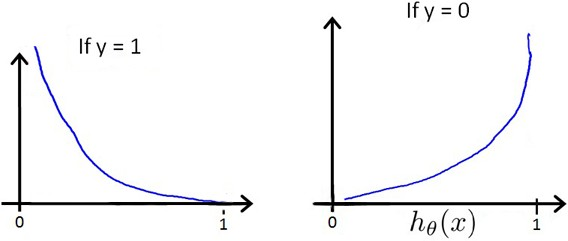 If y = 1
0
1
If y = 0
0
1
hθ(x)